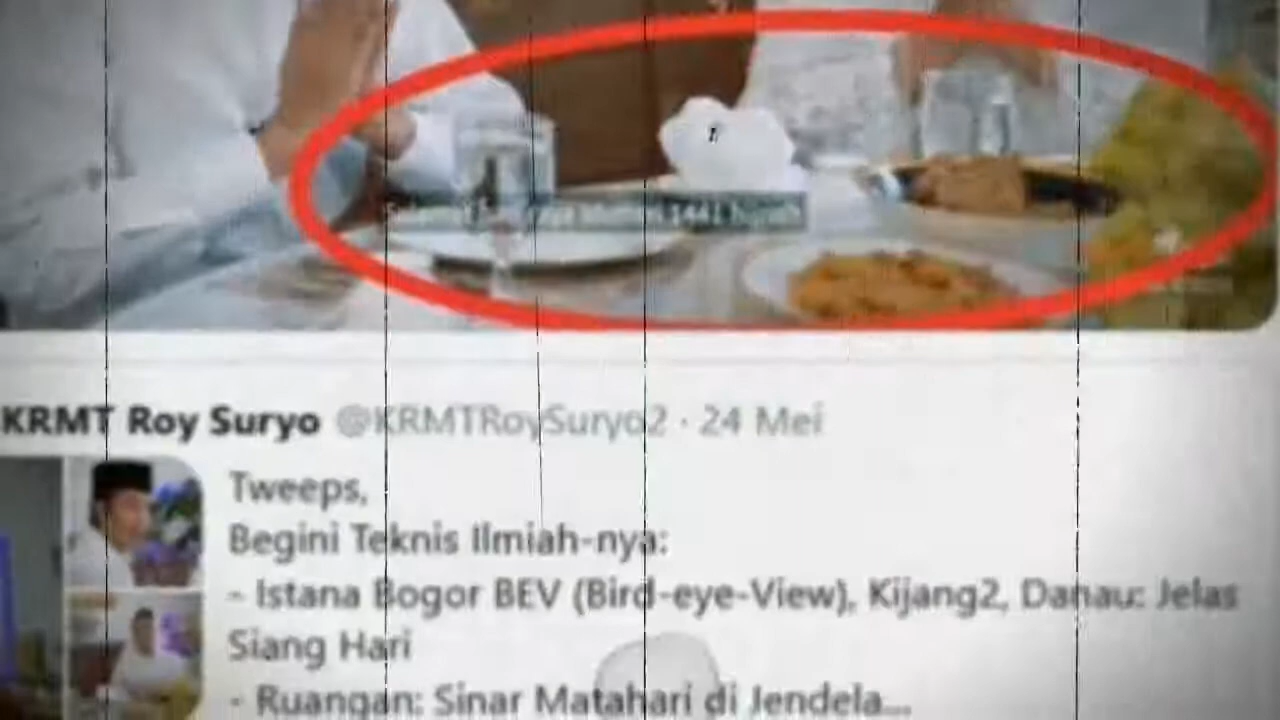 1441
KRMT Roy Suryo @KRMTRoySuryo2 · 24 Mei
Tweeps,
Begini Teknis Ilmiah-nya:
- Istana Bogor BEV (Bird-eye-View), Kijang2, Danau: Jelas
Siang Hari
- Ruangan: Sinar Matahari di Jendela...